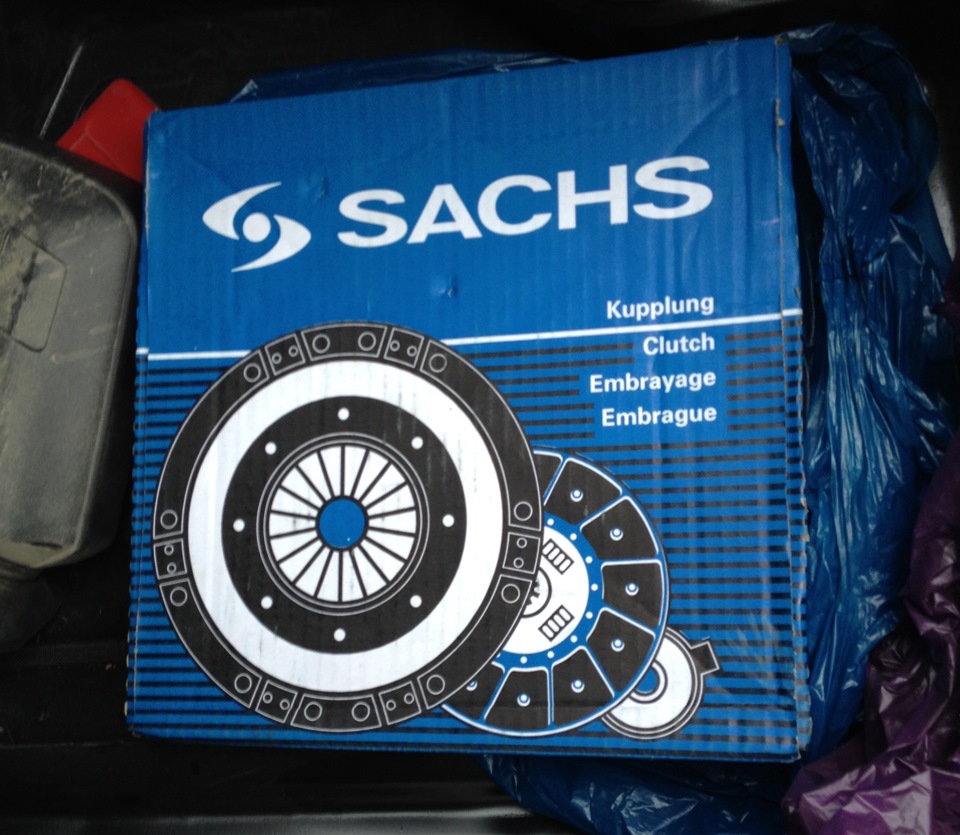 SACHS
Kupplung
Clutch
Embrayage
Embrague